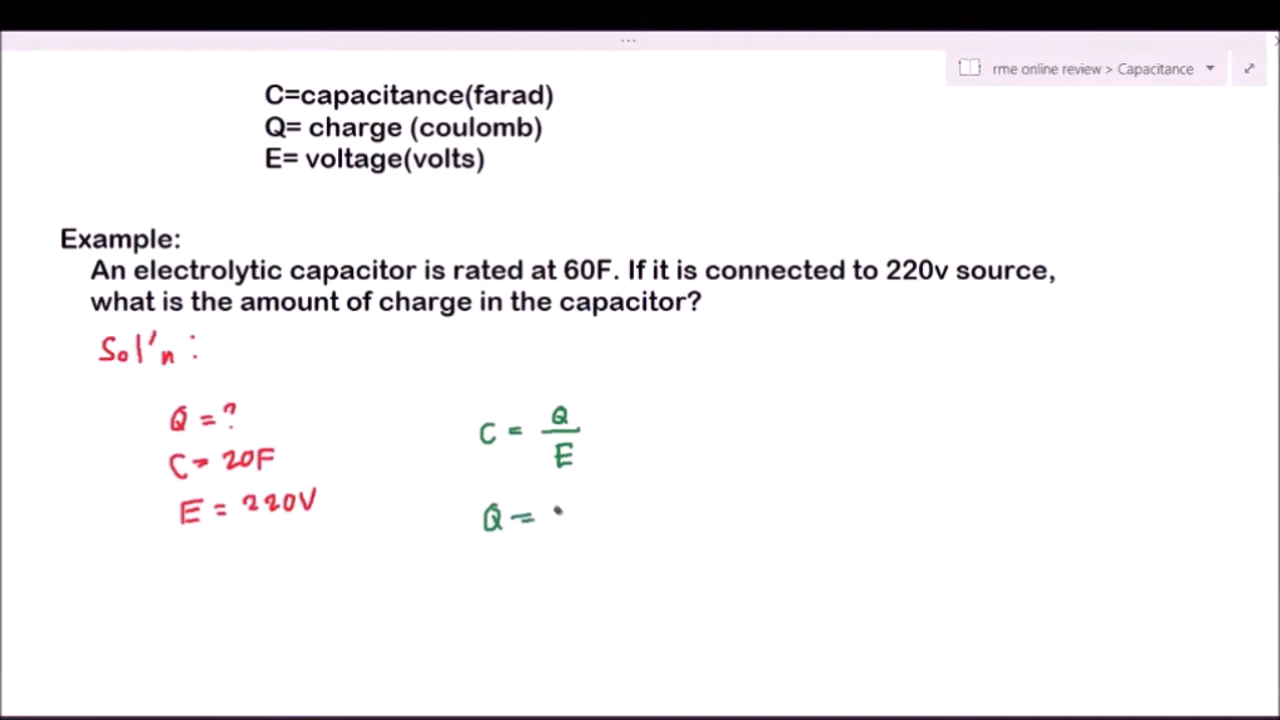 ...
rme online review > Capacitance
C=capacitance(farad)
Q= charge (coulomb)
E= voltage(volts)
Example:
An electrolytic capacitor is rated at 60F. If it is connected to 220v source,
what is the amount of charge in the capacitor?
Sol'n :
Q = ?
C = 20F
E = 220V
C = Q
E
Q =